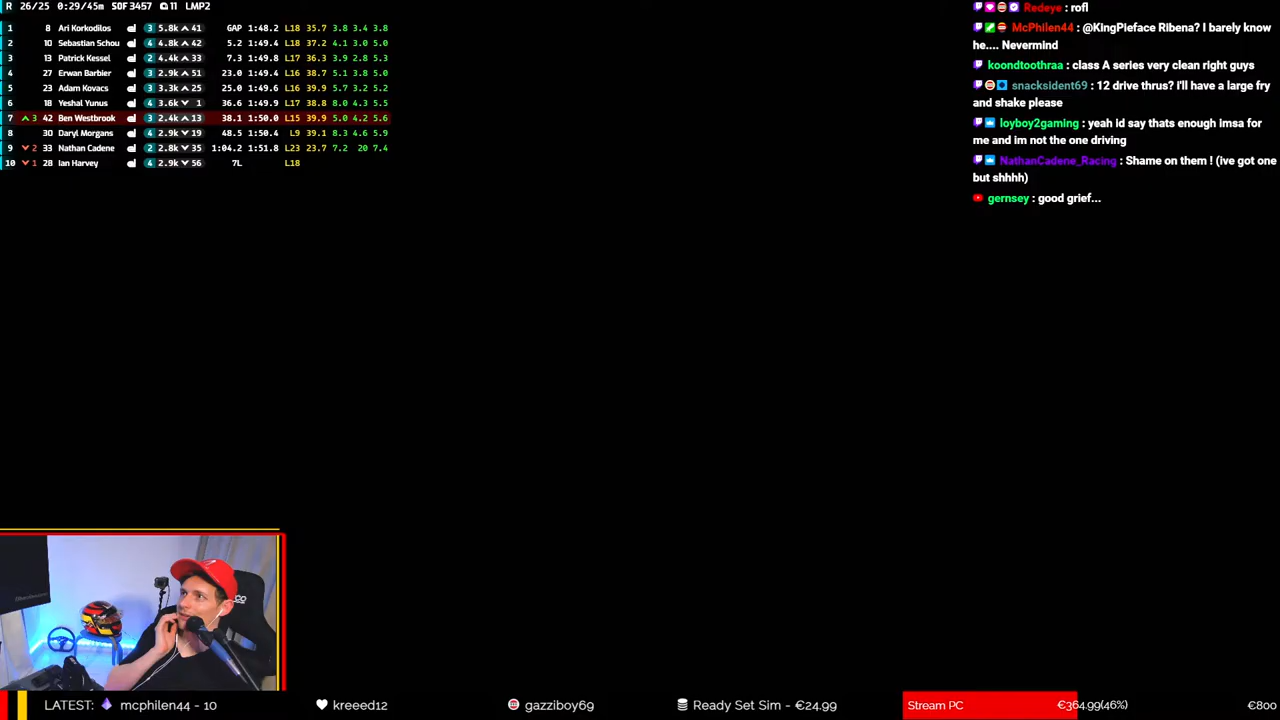 R 26/25 0:29/45m SOF 3457 11 LMP2
1 8 Ari Korkodilos 3 5.8k 41 GAP 1:48.2 L18 35.7 3.8 3.4 3.8
2 10 Sebastian Schou 4 4.8k 42 5.2 1:49.4 L18 37.2 4.1 3.0 5.0
3 13 Patrick Kessel 2 4.4k 33 7.3 1:49.8 L17 36.3 3.9 2.8 5.3
4 27 Erwan Barbier 3 2.9k 51 23.0 1:49.4 L16 38.7 5.1 3.8 5.0
5 23 Adam Kovacs 3 3.3k 25 25.0 1:49.6 L16 39.9 5.7 3.2 5.2
6 18 Yeshal Yunus 4 3.6k 1 36.6 1:49.9 L17 38.8 8.0 4.3 5.5
7 3 42 Ben Westbrook 3 2.4k 13 38.1 1:50.0 L15 39.9 5.0 4.2 5.6
8 30 Daryl Morgans 4 2.9k 19 48.5 1:50.4 L9 39.1 8.3 4.6 5.9
9 2 33 Nathan Cadene 2 2.8k 35 1:04.2 1:51.8 L23 23.7 7.2 20 7.4
10 1 28 Ian Harvey 4 2.9k 56 7L L18
Redeye : rofl
McPhilen44 : @KingPieface Ribena? I barely know
he.... Nevermind
koondtoothraa : class A series very clean right guys
snacksident69 : 12 drive thrus? i'll have a large fry
and shake please
loyboy2gaming : yeah id say thats enough imsa for
me and im not the one driving
NathanCadene_Racing : Shame on them ! (ive got one
but shhhh)
gernsey : good grief...
LATEST: mcphilen44 - 10 kreeed12 gazziboy69 Ready Set Sim - €24.99 Stream PC €364.99(46%) €800